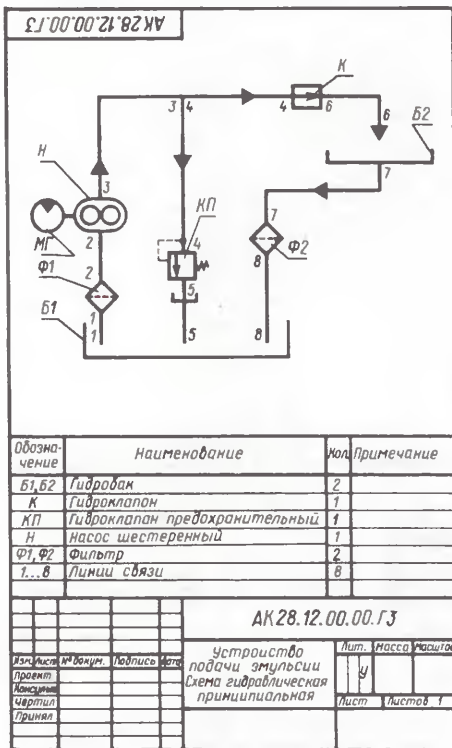 АК28.12.00.00.Г3
К
3 4 4 6
6
Б2
Н
3
7
КП
МГ
2
7
4
Ф2
Ф1
2
8
5
Б1
1
1
5
8
Обозна-чение Наименование Кол Примечание
Б1,Б2 Гидробак 2
К Гидроклапон 1
КП Гидроклапан предохранительный 1
Н Насос шестеренный 1
Ф1,Ф2 Фильтр 2
1...8 Линии связи 8
АК28.12.00.00.Г3
Изм Лист № докум. Подпись Дата
Проект
Консульт
Чертил
Принял
Устроиство
подачи эмульсии
Схема гидравлическая
принципиальная
Лит. Масса Масштаб
У
Лист Листов 1